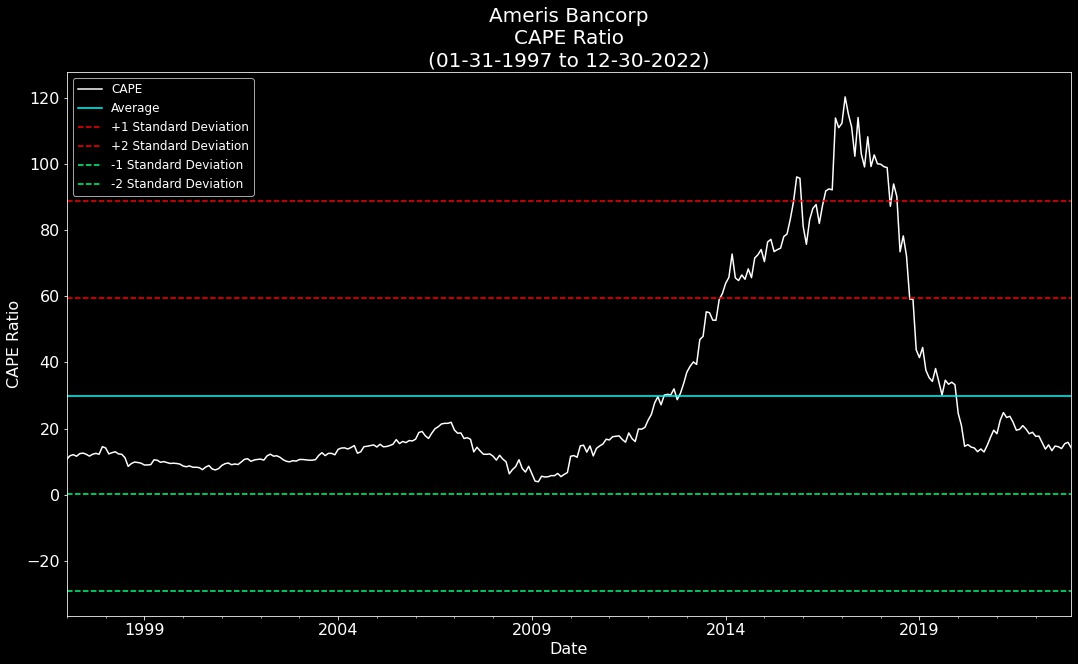 Ameris Bancorp
CAPE Ratio
(01-31-1997 to 12-30-2022)
CAPE
Average
+1 Standard Deviation
+2 Standard Deviation
-1 Standard Deviation
-2 Standard Deviation
120
100
80
60
40
20
0
−20
CAPE Ratio
1999 2004 2009 2014 2019
Date